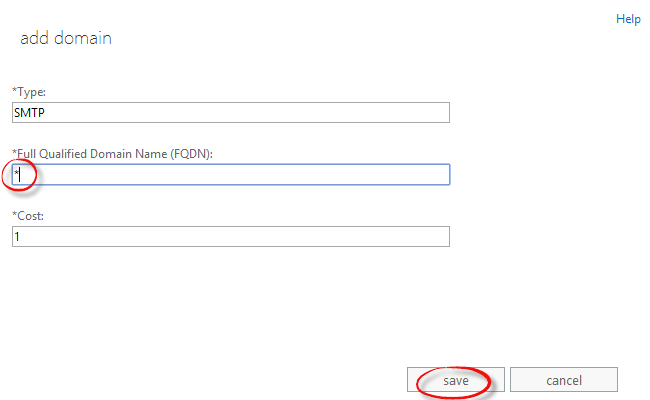 Help
add domain
*Type:
SMTP
*Full Qualified Domain Name (FQDN):
*
*Cost:
1
save
cancel